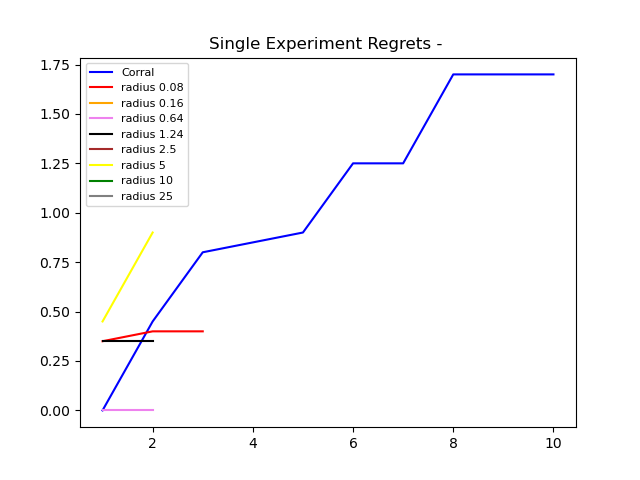 Single Experiment Regrets -
1.75
1.50
1.25
1.00
0.75
0.50
0.25
0.00
Corral
radius 0.08
radius 0.16
radius 0.64
radius 1.24
radius 2.5
radius 5
radius 10
radius 25
2 4 6 8 10